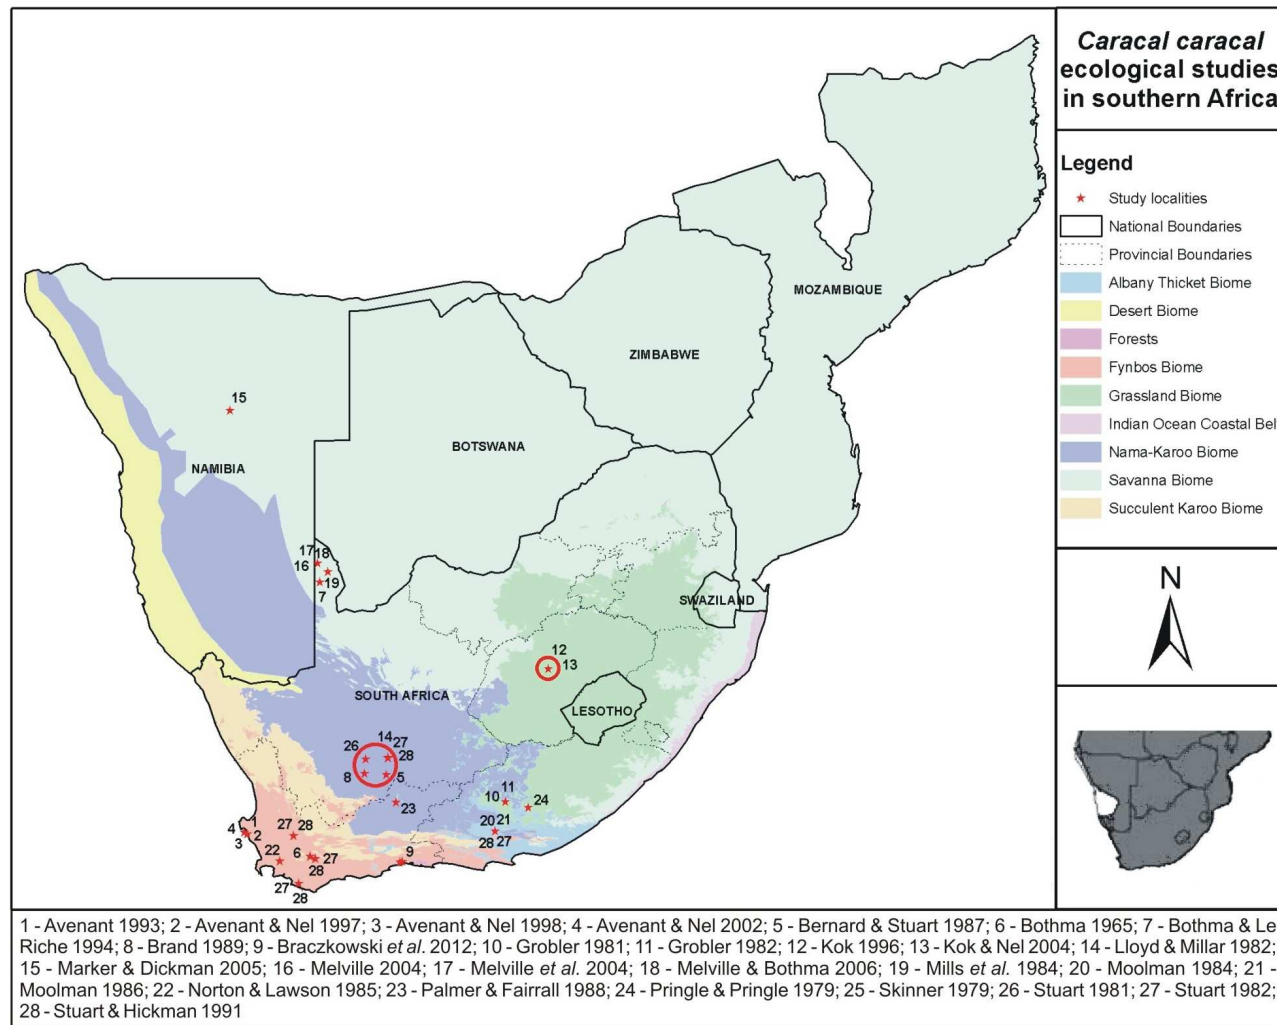 Caracal caracal
ecological studies
in southern Africa
Legend
Study localities
National Boundaries
Provincial Boundaries
Albany Thicket Biome
Desert Biome
Forests
Fynbos Biome
Grassland Biome
Indian Ocean Coastal Bel
Nama-Karoo Biome
Savanna Biome
Succulent Karoo Biome
N
MOZAMBIQUE
ZIMBABWE
15
BOTSWANA
NAMIBIA
17 18
16
19
7
SWAZILAND
12
13
SOUTH AFRICA
LESOTHO
14 27
26 28
8 5
11
10 24
23
20 21
28 27
1
4 2
3
27 28
6 27
22 28
9
27
28
1 - Avenant 1993; 2 - Avenant & Nel 1997; 3 - Avenant & Nel 1998; 4 - Avenant & Nel 2002; 5 - Bernard & Stuart 1987; 6 - Bothma 1965; 7 - Bothma & Le
Riche 1994; 8 - Brand 1989; 9 - Braczkowski et al. 2012; 10 - Grobler 1981; 11 - Grobler 1982; 12 - Kok 1996; 13 - Kok & Nel 2004; 14 - Lloyd & Millar 1982;
15 - Marker & Dickman 2005; 16 - Melville 2004; 17 - Melville et al. 2004; 18 - Melville & Bothma 2006; 19 - Mills et al. 1984; 20 - Moolman 1984; 21 -
Moolman 1986; 22 - Norton & Lawson 1985; 23 - Palmer & Fairrall 1988; 24 - Pringle & Pringle 1979; 25 - Skinner 1979; 26 - Stuart 1981; 27 - Stuart 1982;
28 - Stuart & Hickman 1991